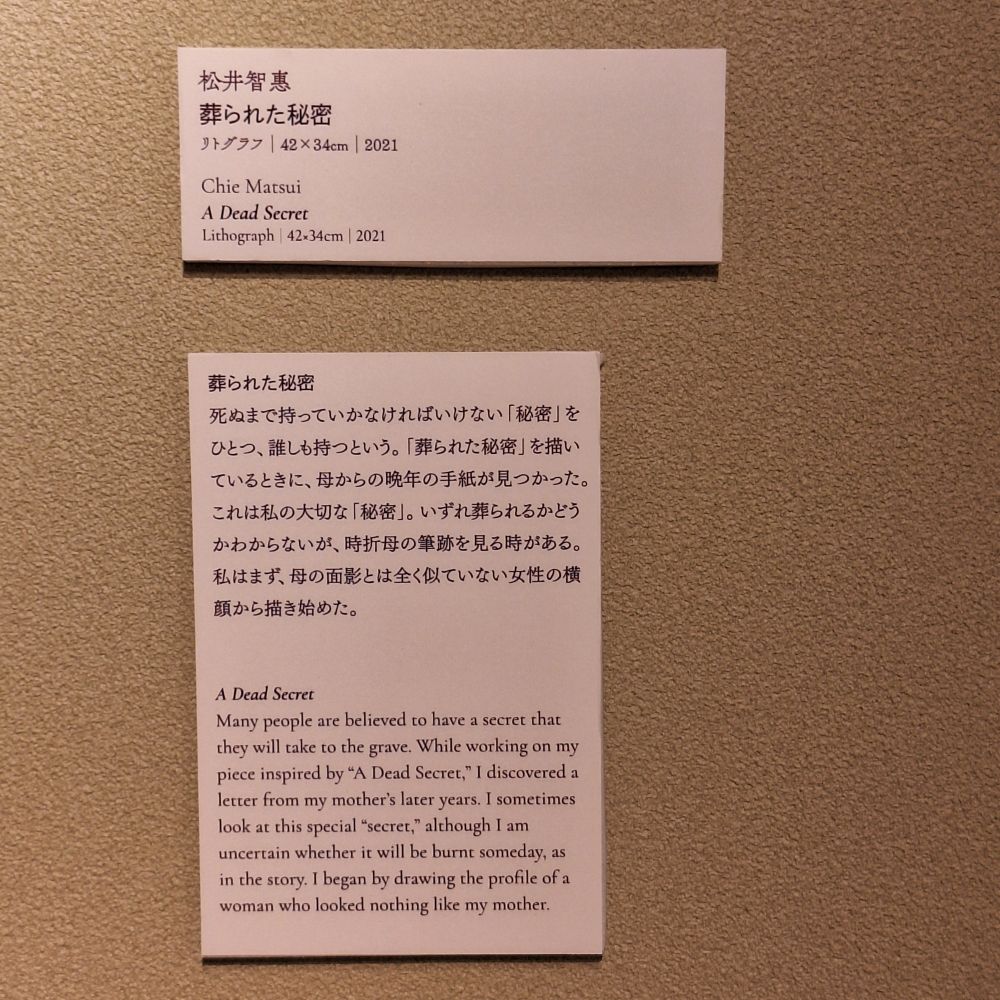 松井智惠
葬られた秘密
リトグラフ｜42×34cm｜2021
Chie Matsui
A Dead Secret
Lithograph | 42×34cm | 2021
葬られた秘密
死ぬまで持っていかなければいけない「秘密」を
ひとつ、誰しも持つという。「葬られた秘密」を描い
ているときに、母からの晩年の手紙が見つかった。
これは私の大切な「秘密」。いずれ葬られるかどう
かわからないが、時折母の筆跡を見る時がある。
私はまず、母の面影とは全く似ていない女性の横
顔から描き始めた。
A Dead Secret
Many people are believed to have a secret that
they will take to the grave. While working on my
piece inspired by “A Dead Secret,” I discovered a
letter from my mother’s later years. I sometimes
look at this special “secret,” although I am
uncertain whether it will be burnt someday, as
in the story. I began by drawing the profile of a
woman who looked nothing like my mother.